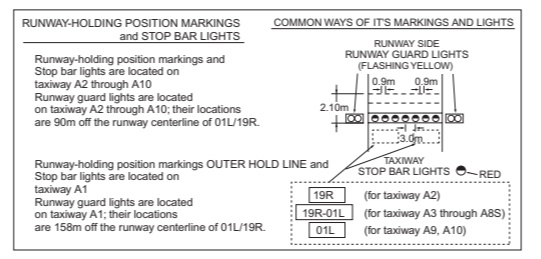 RUNWAY-HOLDING POSITION MARKINGS
and STOP BAR LIGHTS
Runway-holding position markings and
Stop bar lights are located on
taxiway A2 through A10
Runway guard lights are located
on taxiway A2 through A10; their locations
are 90m off the runway centerline of 01L/19R.
Runway-holding position markings OUTER HOLD LINE and
Stop bar lights are located on
taxiway A1
Runway guard lights are located
on taxiway A1; their locations
are 158m off the runway centerline of 01L/19R.
COMMON WAYS OF IT'S MARKINGS AND LIGHTS
RUNWAY SIDE
RUNWAY GUARD LIGHTS
(FLASHING YELLOW)
0.9m 0.9m
2.10m
3.0m
TAXIWAY
STOP BAR LIGHTS RED
19R (for taxiway A2)
19R-01L (for taxiway A3 through A8S)
01L (for taxiway A9, A10)